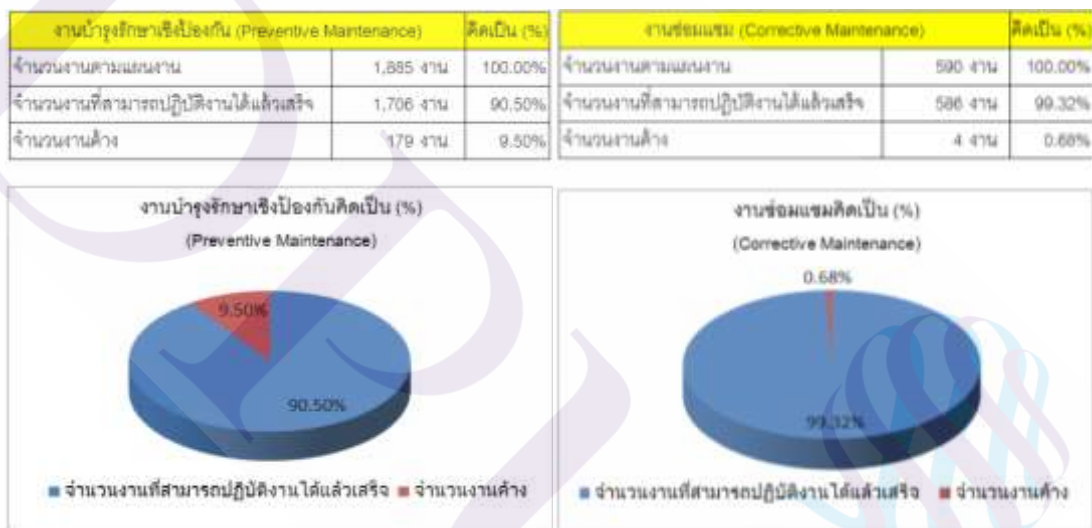 งานบำรุงรักษาเชิงป้องกัน (Preventive Maintenance) คิดเป็น (%)
จำนวนงานตามแผนงาน 1,885 งาน 100.00%
จำนวนงานที่สามารถปฏิบัติงานได้แล้วเสร็จ 1,706 งาน 90.50%
จำนวนงานค้าง 179 งาน 9.50%
งานซ่อมแซม (Corrective Maintenance) คิดเป็น (%)
จำนวนงานตามแผนงาน 590 งาน 100.00%
จำนวนงานที่สามารถปฏิบัติงานได้แล้วเสร็จ 586 งาน 99.32%
จำนวนงานค้าง 4 งาน 0.68%
งานบำรุงรักษาเชิงป้องกันคิดเป็น (%)
(Preventive Maintenance)
9.50%
90.50%
จำนวนงานที่สามารถปฏิบัติงานได้แล้วเสร็จ จำนวนงานค้าง
งานซ่อมแซมคิดเป็น (%)
(Corrective Maintenance)
0.68%
99.32%
จำนวนงานที่สามารถปฏิบัติงานได้แล้วเสร็จ จำนวนงานค้าง